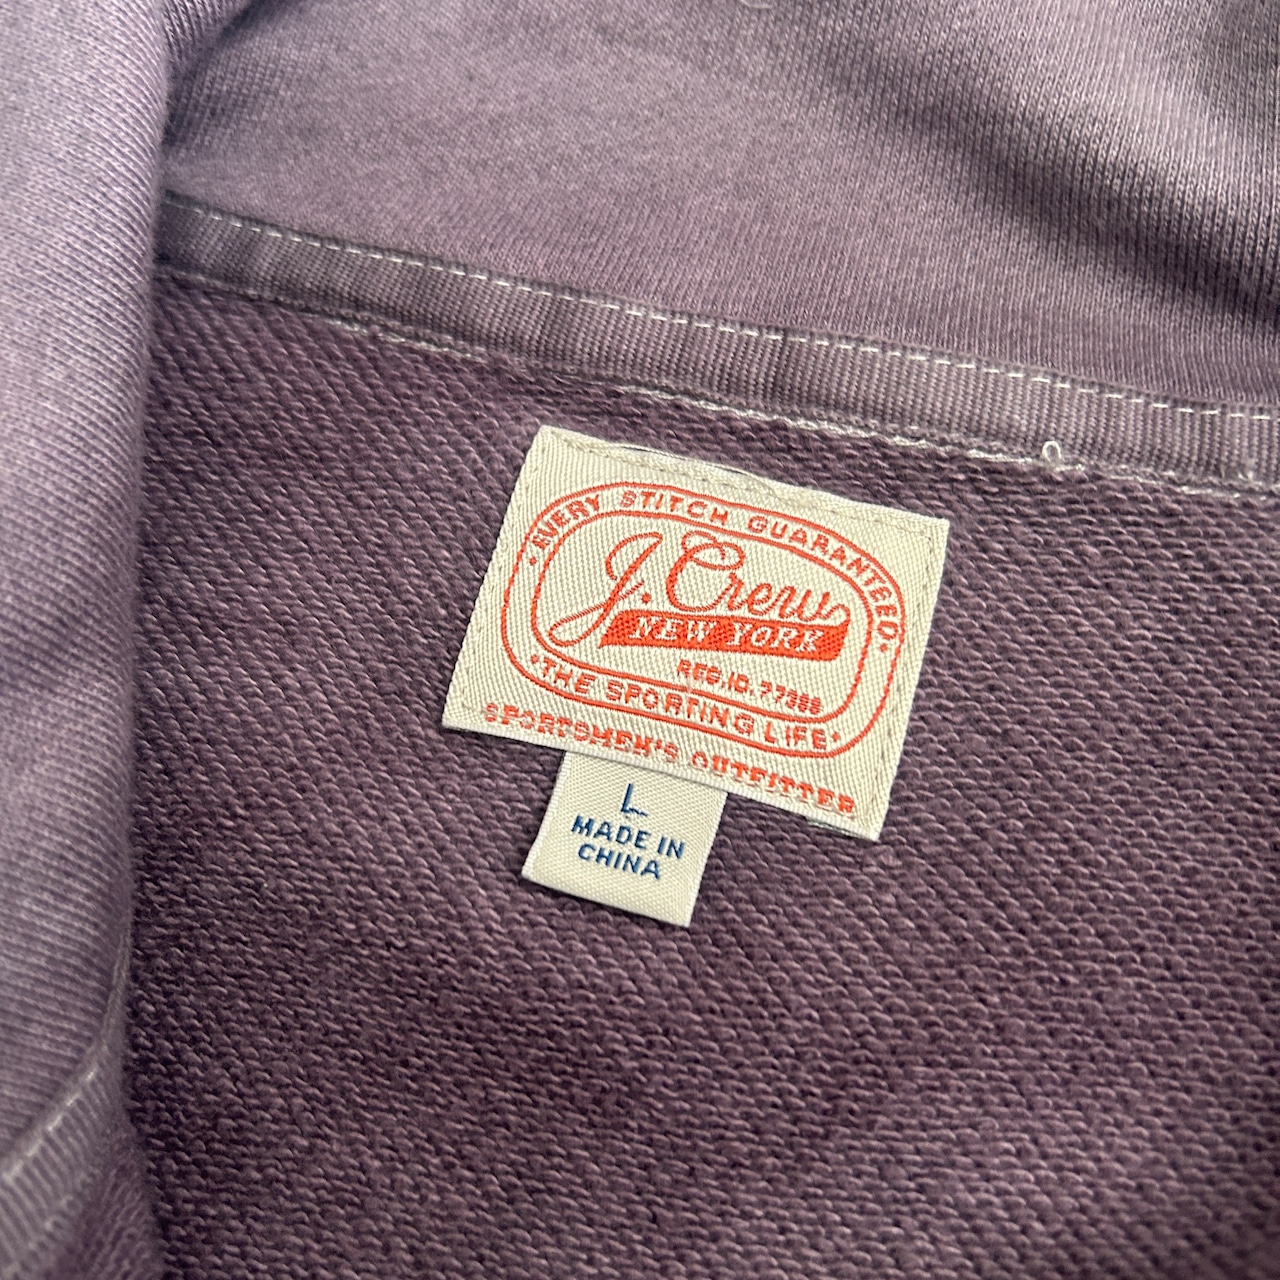 EVERY STITCH GUARANTEED
J.Crew
NEW YORK
REG.ID. 77388
THE SPORTING LIFE
SPORTSMEN'S OUTFITTER
L
MADE IN
CHINA